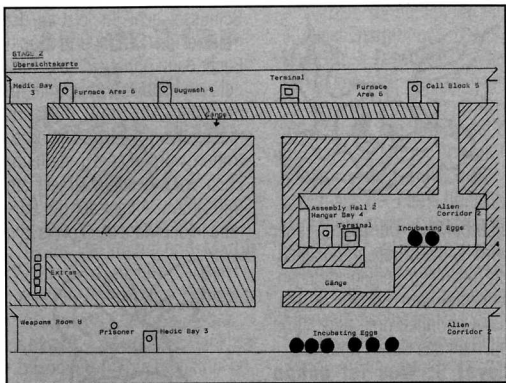 STAGE 2
Übersichtskarte
Medic Bay
3
Furnace Area 6
Bugwash 8
Terminal
Furnace
Area 6
Cell Block 5
Gänge
Assembly Hall 2
Hangar Bay 4
Terminal
Alien
Corridor 2
Incubating Eggs
Extras
Gänge
Weapons Room 8
Prisoner
Medic Bay 3
Incubating Eggs
Alien
Corridor 2